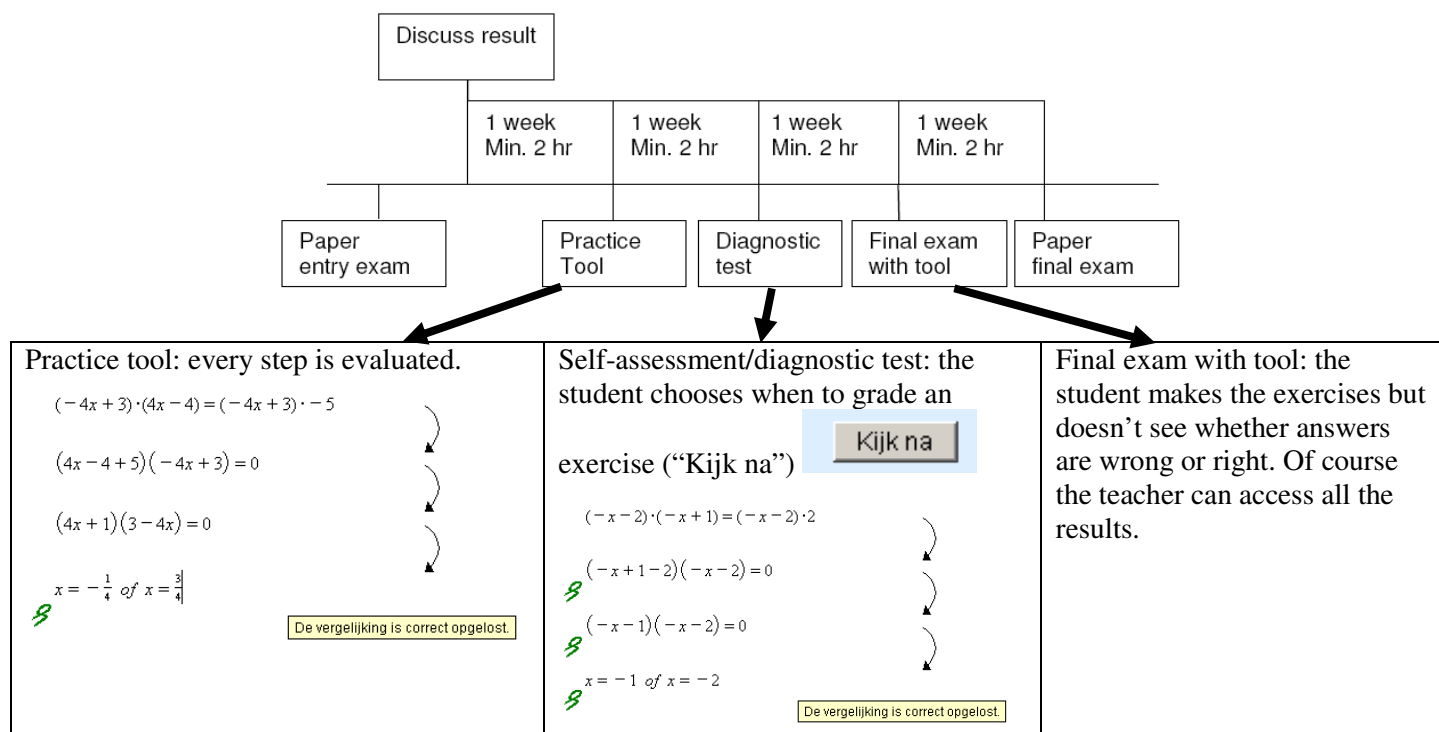 Discuss result
1 week
Min. 2 hr
1 week
Min. 2 hr
1 week
Min. 2 hr
1 week
Min. 2 hr
Paper
entry exam
Practice
Tool
Diagnostic
test
Final exam
with tool
Paper
final exam
Practice tool: every step is evaluated.
(−4x+3)·(4x−4)=(−4x+3)·−5
(4x−4+5)(−4x+3)=0
(4x+1)(3−4x)=0
x=−1/4 of x=3/4
De vergelijking is correct opgelost.
Self-assessment/diagnostic test: the
student chooses when to grade an
exercise (“Kijk na”)
Kijk na
(−x−2)·(−x+1)=(−x−2)·2
(−x+1−2)(−x−2)=0
(−x−1)(−x−2)=0
x=−1 of x=−2
De vergelijking is correct opgelost.
Final exam with tool: the
student makes the exercises but
doesn’t see whether answers
are wrong or right. Of course
the teacher can access all the
results.